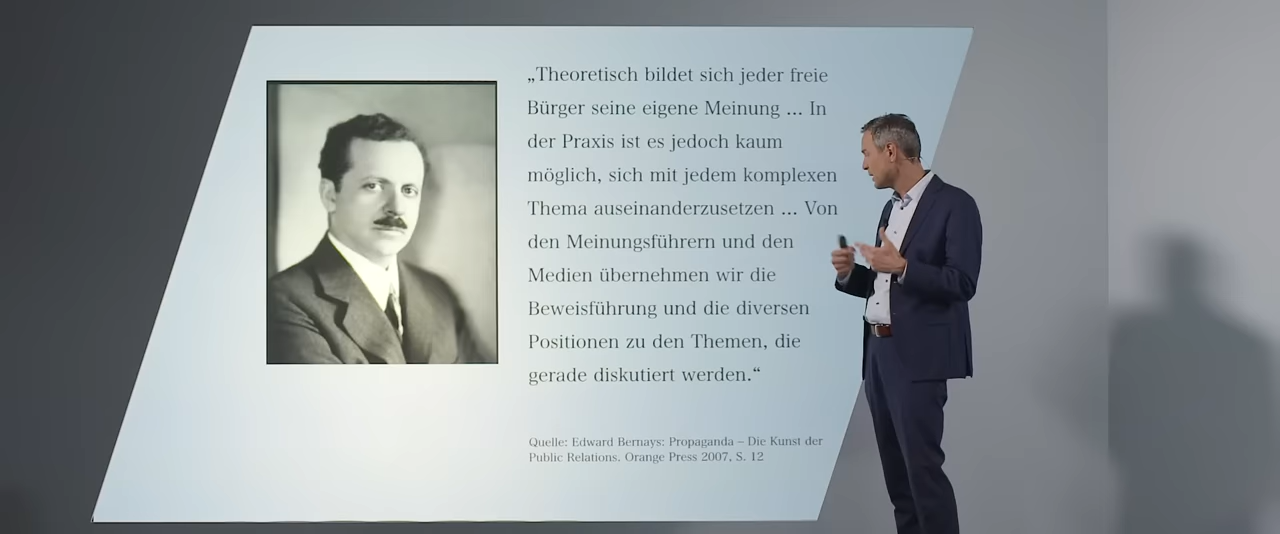 „Theoretisch bildet sich jeder freie
Bürger seine eigene Meinung ... In
der Praxis ist es jedoch kaum
möglich, sich mit jedem komplexen
Thema auseinanderzusetzen ... Von
den Meinungsführern und den
Medien übernehmen wir die
Beweisführung und die diversen
Positionen zu den Themen, die
gerade diskutiert werden.“
Quelle: Edward Bernays: Propaganda – Die Kunst der
Public Relations. Orange Press 2007, S. 12